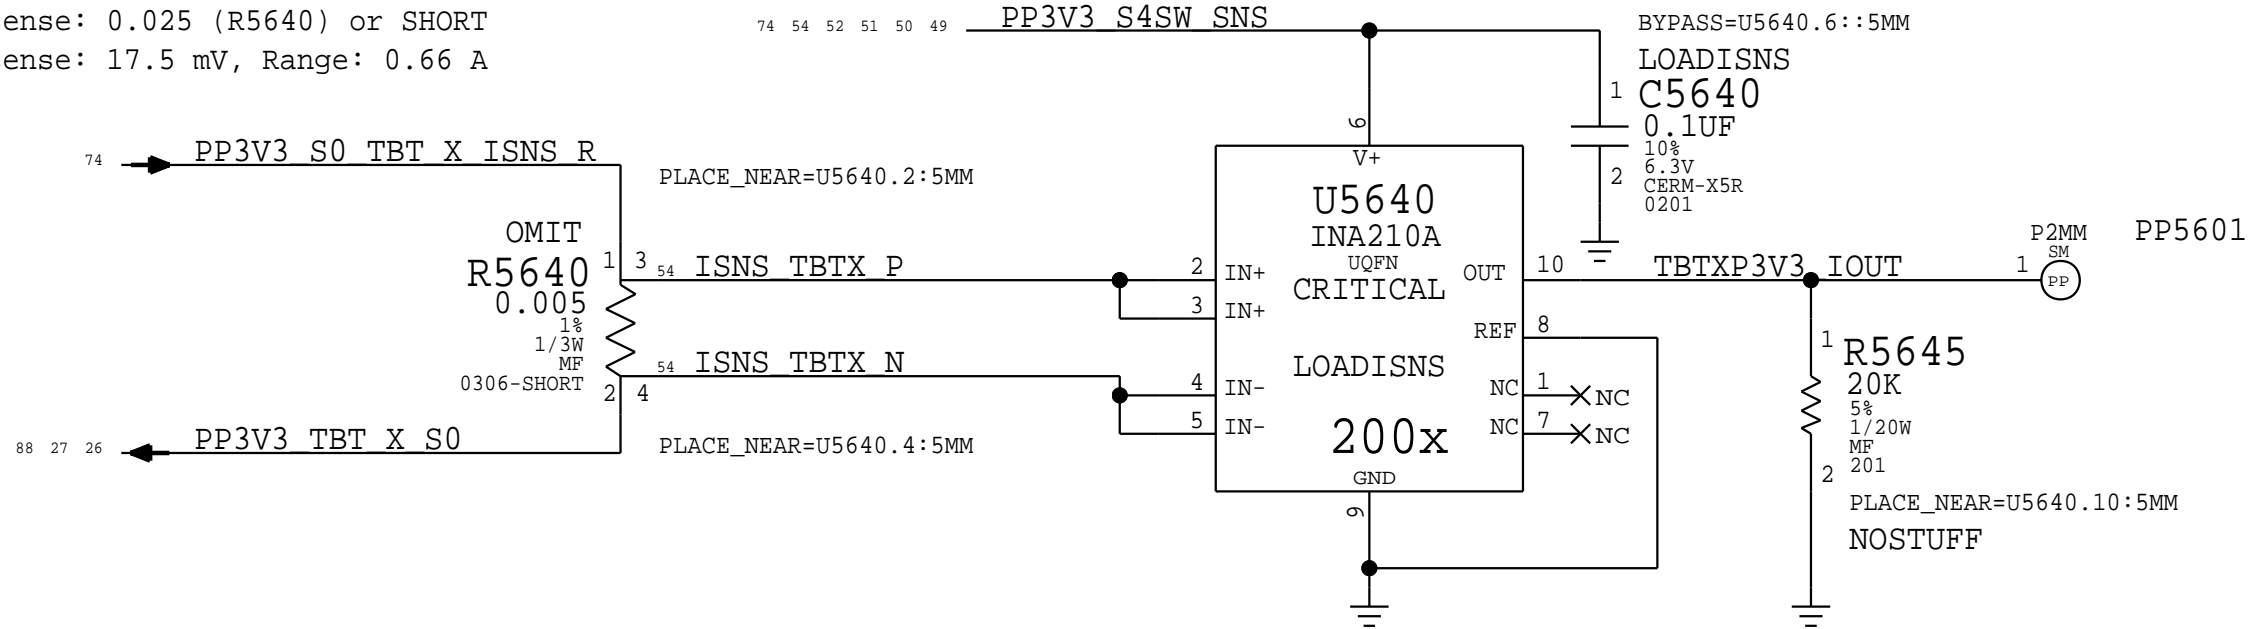 ense: 0.025 (R5640) or SHORT
ense: 17.5 mV, Range: 0.66 A
74 54 52 51 50 49
PP3V3_S4SW_SNS
BYPASS=U5640.6::5MM
LOADISNS
1 C5640
0.1UF
10%
6.3V
2
CERM-X5R
0201
74
PP3V3_S0_TBT_X_ISNS_R
PLACE_NEAR=U5640.2:5MM
6
V+
U5640
INA210A
UQFN
CRITICAL
LOADISNS
200x
OMIT
R5640
0.005
1%
1/3W
MF
0306-SHORT
1 3
2 4
54 ISNS_TBTX_P
54 ISNS_TBTX_N
2 IN+
3 IN+
4 IN-
5 IN-
OUT 10
REF 8
NC 1 NC
NC 7 NC
GND
9
88 27 26
PP3V3_TBT_X_S0
PLACE_NEAR=U5640.4:5MM
TBTXP3V3_IOUT
P2MM
SM
1
PP
PP5601
1
R5645
20K
5%
1/20W
MF
201
2
PLACE_NEAR=U5640.10:5MM
NOSTUFF